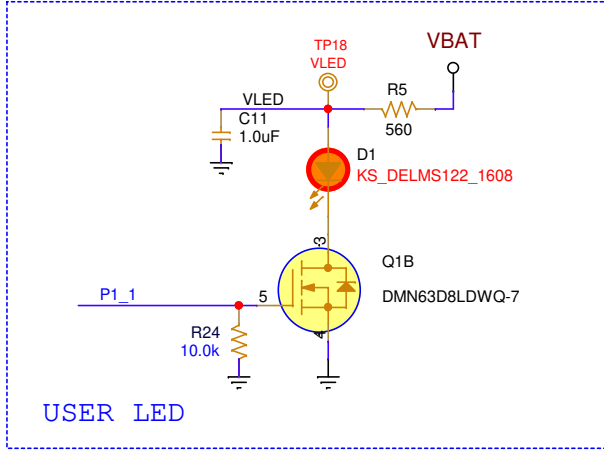 TP18
VLED
VBAT
VLED
R5
560
C11
1.0uF
D1
KS_DELMS122_1608
3
Q1B
DMN63D8LDWQ-7
P1_1
5
4
R24
10.0k
USER LED